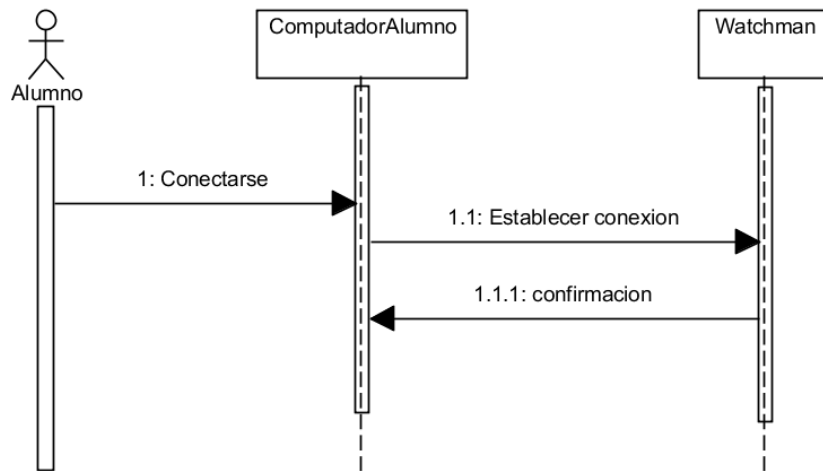 ComputadorAlumno
Watchman
Alumno
1: Conectarse
1.1: Establecer conexion
1.1.1: confirmacion